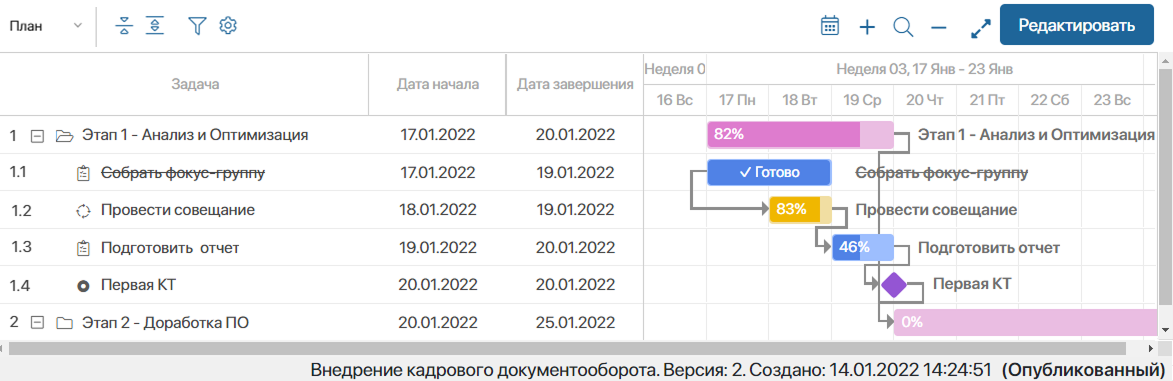 План
Редактировать
Задача Дата начала Дата завершения Неделя 0 Неделя 03, 17 Янв - 23 Янв
16 Вс 17 Пн 18 Вт 19 Ср 20 Чт 21 Пт 22 Сб 23 Вс
1 Этап 1 - Анализ и Оптимизация 17.01.2022 20.01.2022 82% Этап 1 - Анализ и Оптимизация
1.1 Собрать фокус-группу 17.01.2022 19.01.2022 ✓ Готово Собрать фокус-группу
1.2 Провести совещание 18.01.2022 19.01.2022 83% Провести совещание
1.3 Подготовить отчет 19.01.2022 20.01.2022 46% Подготовить отчет
1.4 Первая КТ 20.01.2022 20.01.2022 Первая КТ
2 Этап 2 - Доработка ПО 20.01.2022 25.01.2022 0%
Внедрение кадрового документооборота. Версия: 2. Создано: 14.01.2022 14:24:51 (Опубликованный)